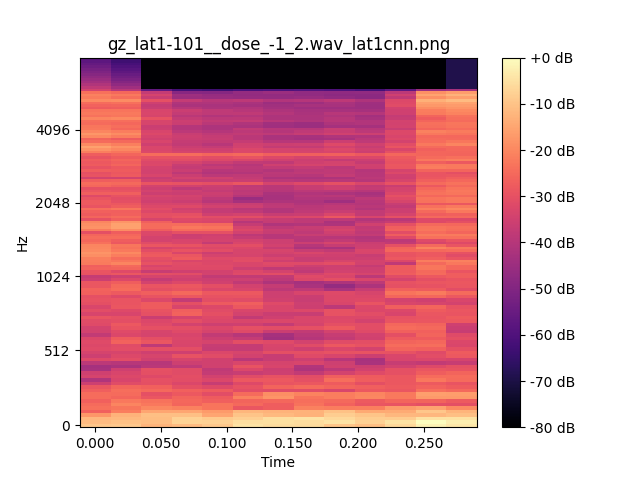 gz_lat1-101__dose_-1_2.wav_lat1cnn.png
Hz
4096
2048
1024
512
0
0.000 0.050 0.100 0.150 0.200 0.250
Time
+0 dB
-10 dB
-20 dB
-30 dB
-40 dB
-50 dB
-60 dB
-70 dB
-80 dB